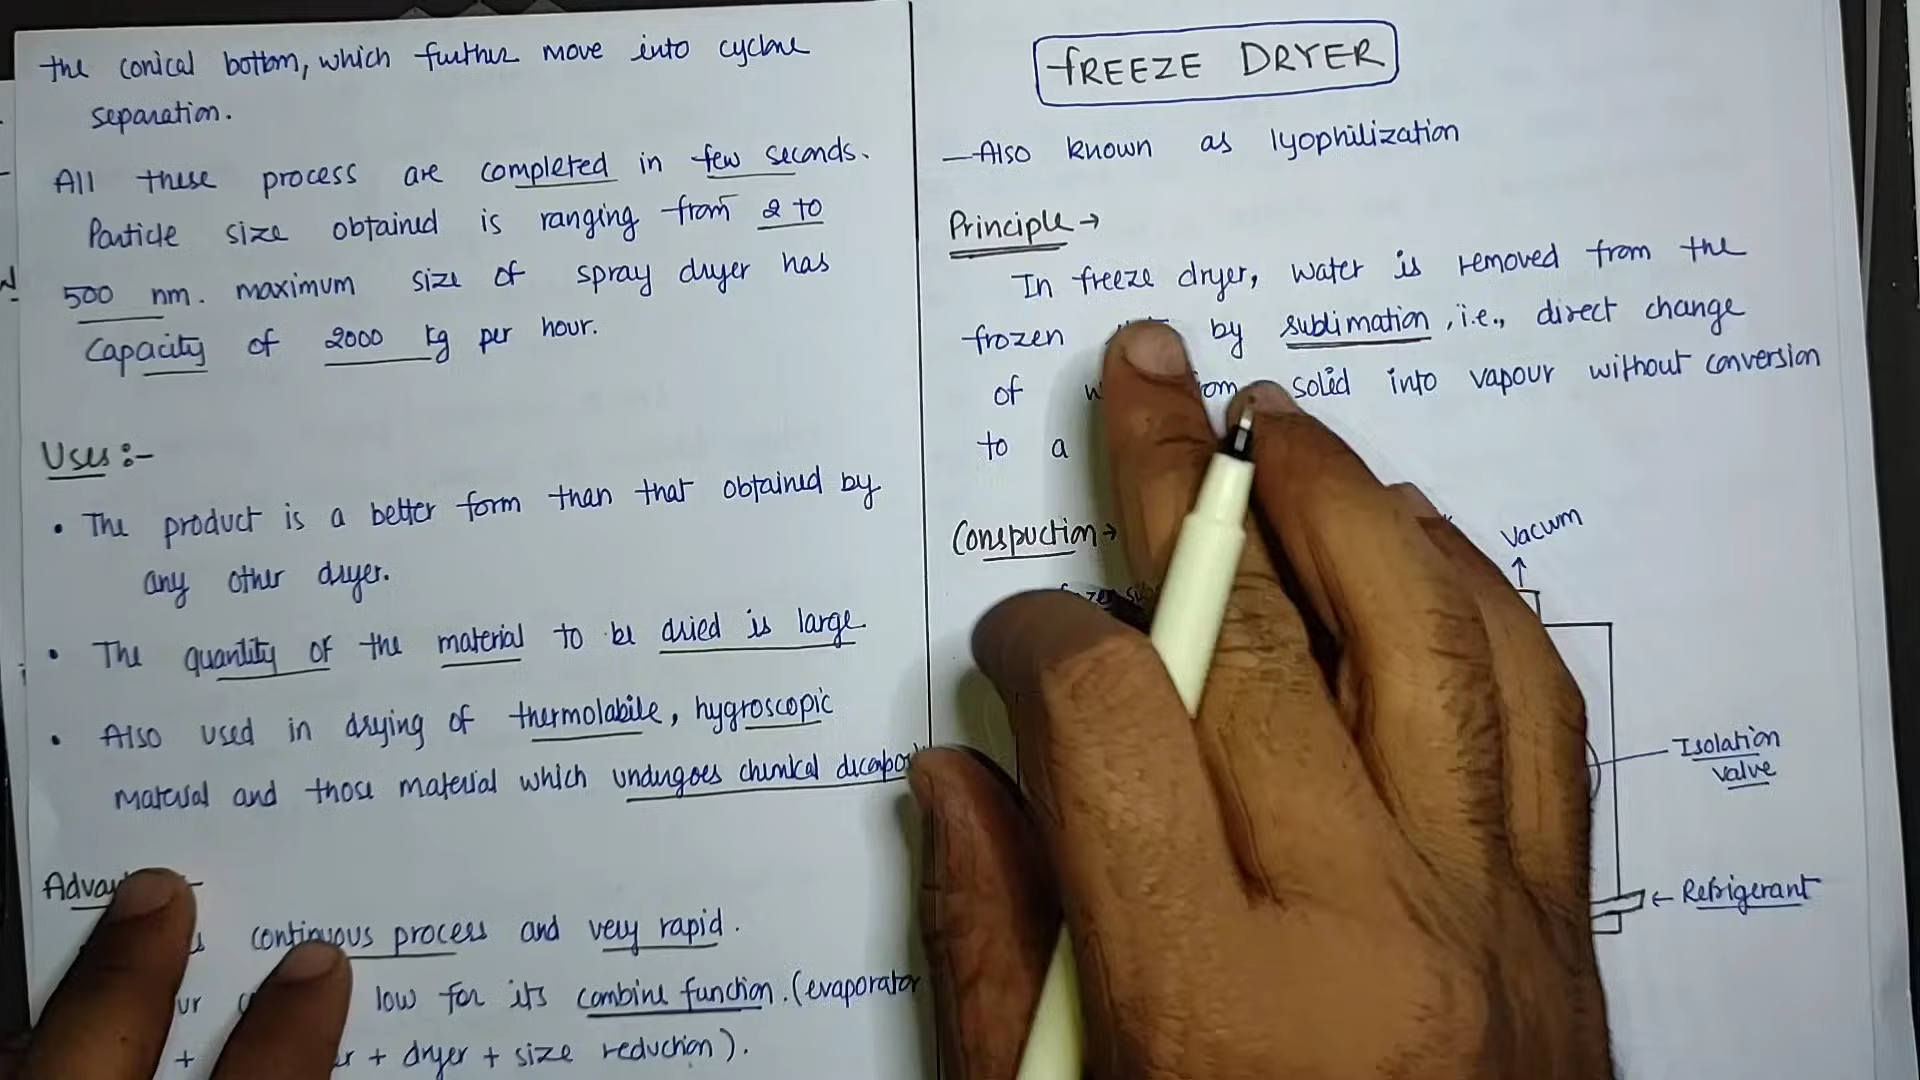 the conical bottom, which further move into cyclone
separation.
All these process are completed in few seconds.
Particle size obtained is ranging from 2 to
500 nm. maximum size of spray dryer has
capacity of 2000 kg per hour.
Uses :-
• The product is a better form than that obtained by
any other dryer.
• The quantity of the material to be dried is large
• Also used in drying of thermolabile, hygroscopic
material and those material which undergoes chemical
continuous process and very rapid.
low for its combine function. (evaporator
+ + dryer + size reduction).
FREEZE DRYER
— Also known as lyophilization
Principle →
In freeze dryer, water is removed from the
frozen by sublimation, i.e., direct change
of solid into vapour without conversion
to a
Conspuction →
Vacuum
↑
Isolation
valve
← Refrigerant